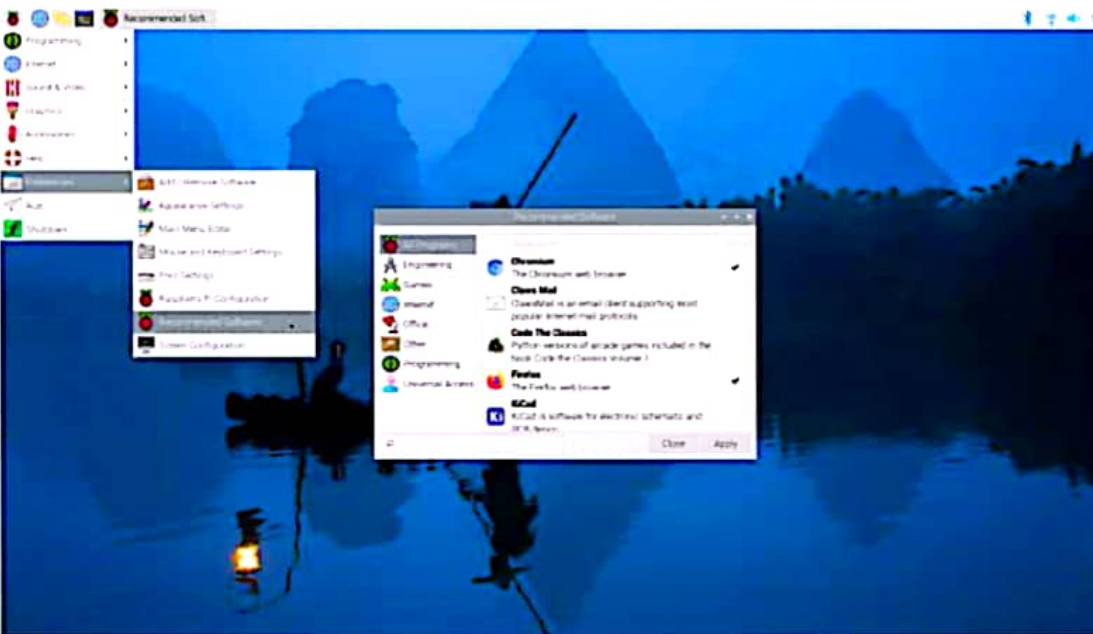 Recommended Soft...
Programming
Internet
Sound & Video
Graphics
Accessories
Help
Preferences
Run
Shutdown
Add / Remove Software
Appearance Settings
Main Menu Editor
Mouse and Keyboard Settings
Print Settings
Raspberry Pi Configuration
Recommended Software
Screen Configuration
Recommended Software
All Programs
Engineering
Games
Internet
Office
Other
Programming
Universal Access
Chromium
The Chromium web browser
Claws Mail
ClawsMail is an email client supporting most
popular internet mail protocols
Code The Classics
Python versions of arcade games included in the
book Code the Classics Volume 1
Firefox
The Firefox web browser
Ki
KiCad
KiCad is software for electronic schematic and
PCB design
Close
Apply